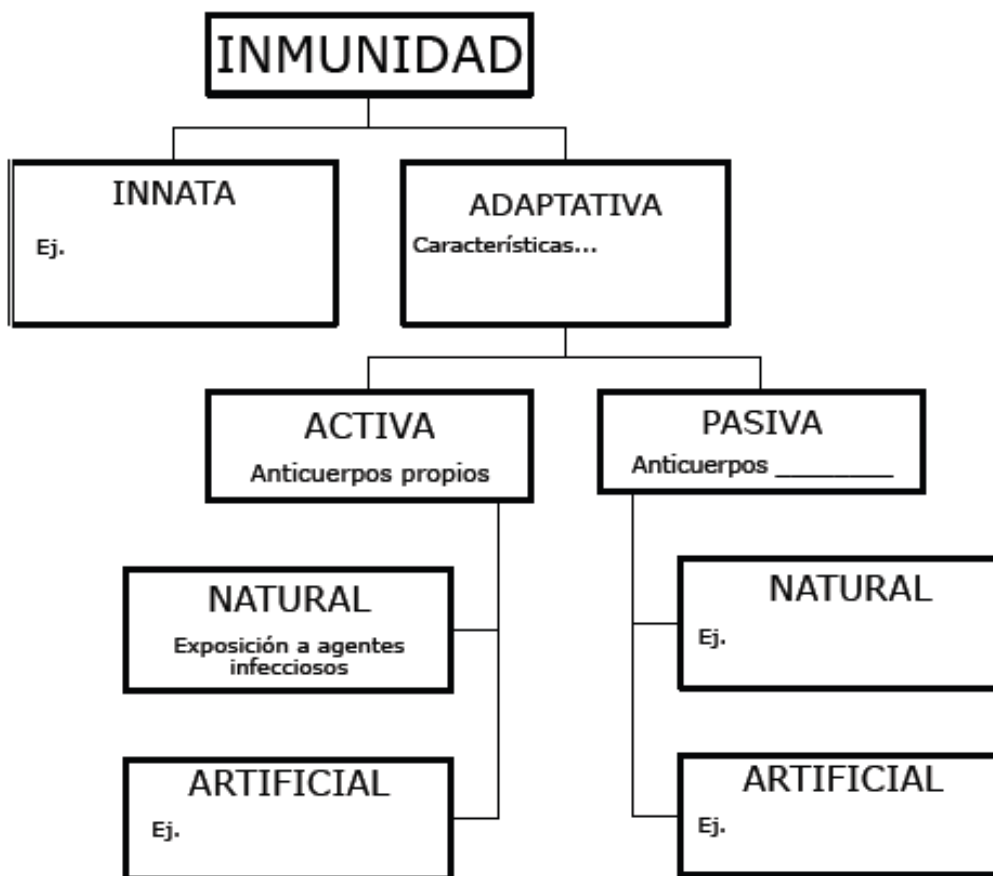 INMUNIDAD
INNATA
Ej.
ADAPTATIVA
Características...
ACTIVA
Anticuerpos propios
PASIVA
Anticuerpos ________
NATURAL
Exposición a agentes
infecciosos
NATURAL
Ej.
ARTIFICIAL
Ej.
ARTIFICIAL
Ej.